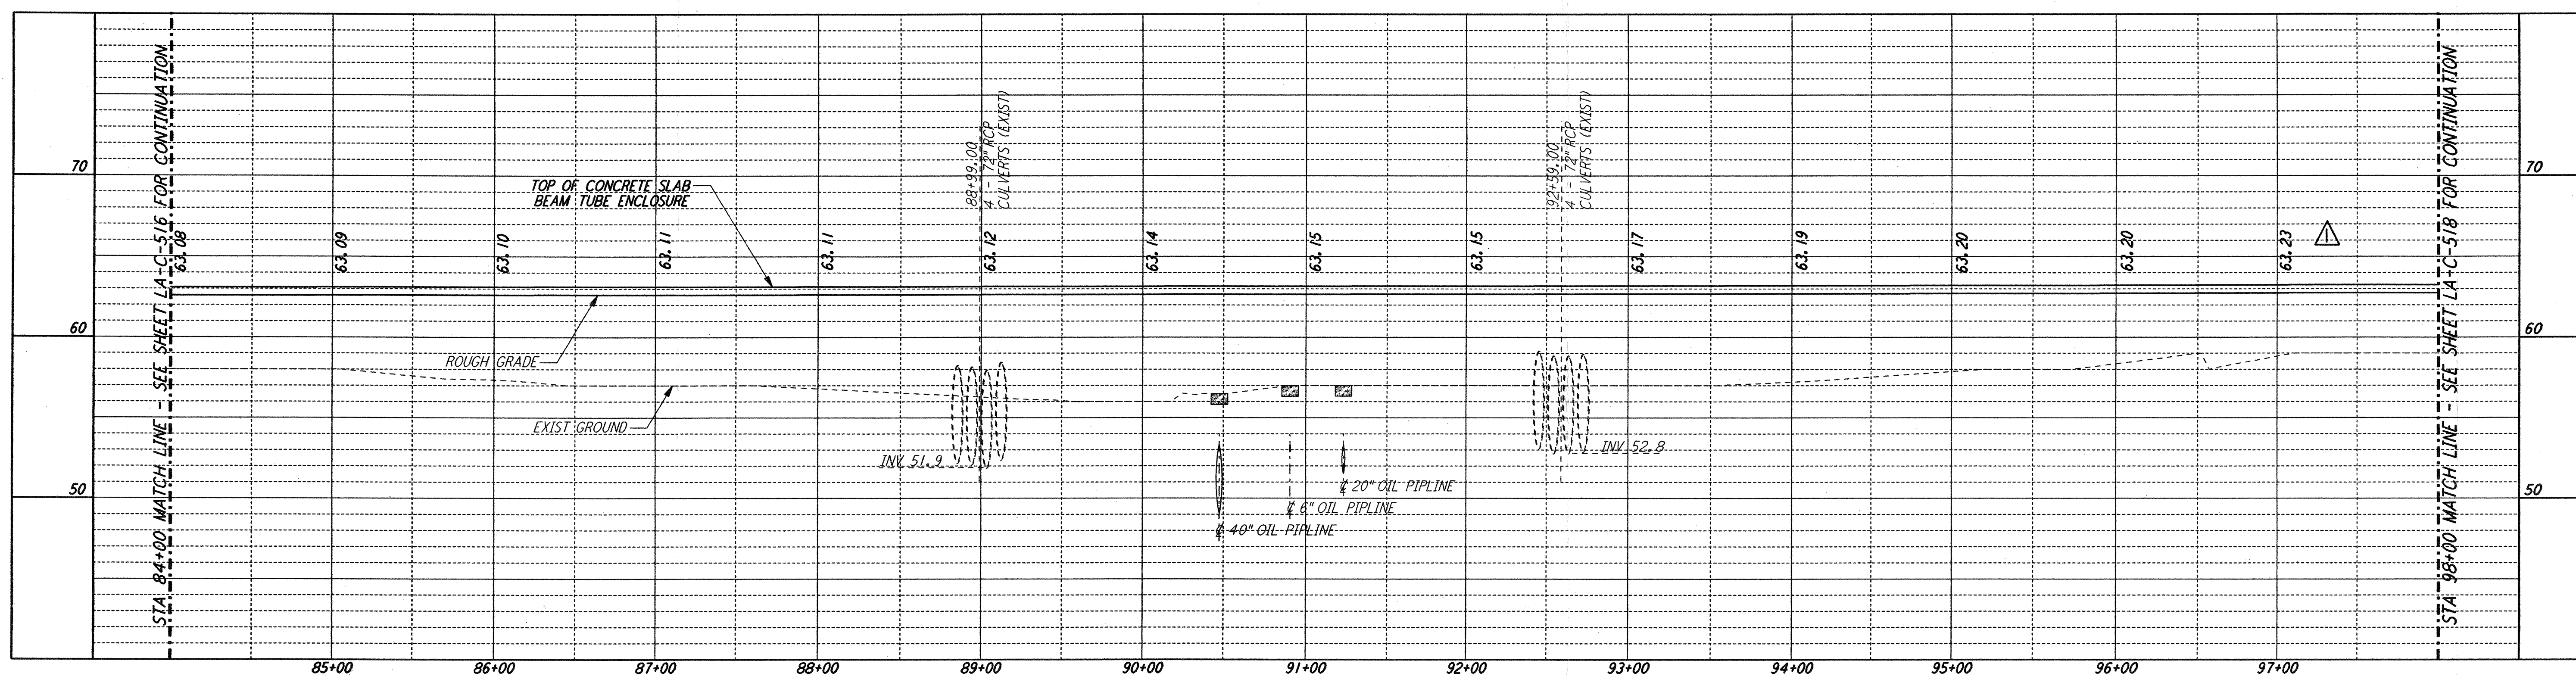 STA 84+00 MATCH LINE - SEE SHEET LA-C-516 FOR CONTINUATION
STA 98+00 MATCH LINE - SEE SHEET LA-C-518 FOR CONTINUATION
70
60
50
70
60
50
TOP OF CONCRETE SLAB
BEAM TUBE ENCLOSURE
88+99.00
4 - 72" RCP
CULVERTS (EXIST)
92+59.00
4 - 72" RCP
CULVERTS (EXIST)
63.08
63.09
63.10
63.11
63.11
63.12
63.14
63.15
63.15
63.17
63.19
63.20
63.20
63.23
1
ROUGH GRADE
EXIST GROUND
INV 51.9
INV 52.8
℄ 20" OIL PIPLINE
℄ 6" OIL PIPLINE
℄ 40" OIL PIPLINE
85+00
86+00
87+00
88+00
89+00
90+00
91+00
92+00
93+00
94+00
95+00
96+00
97+00